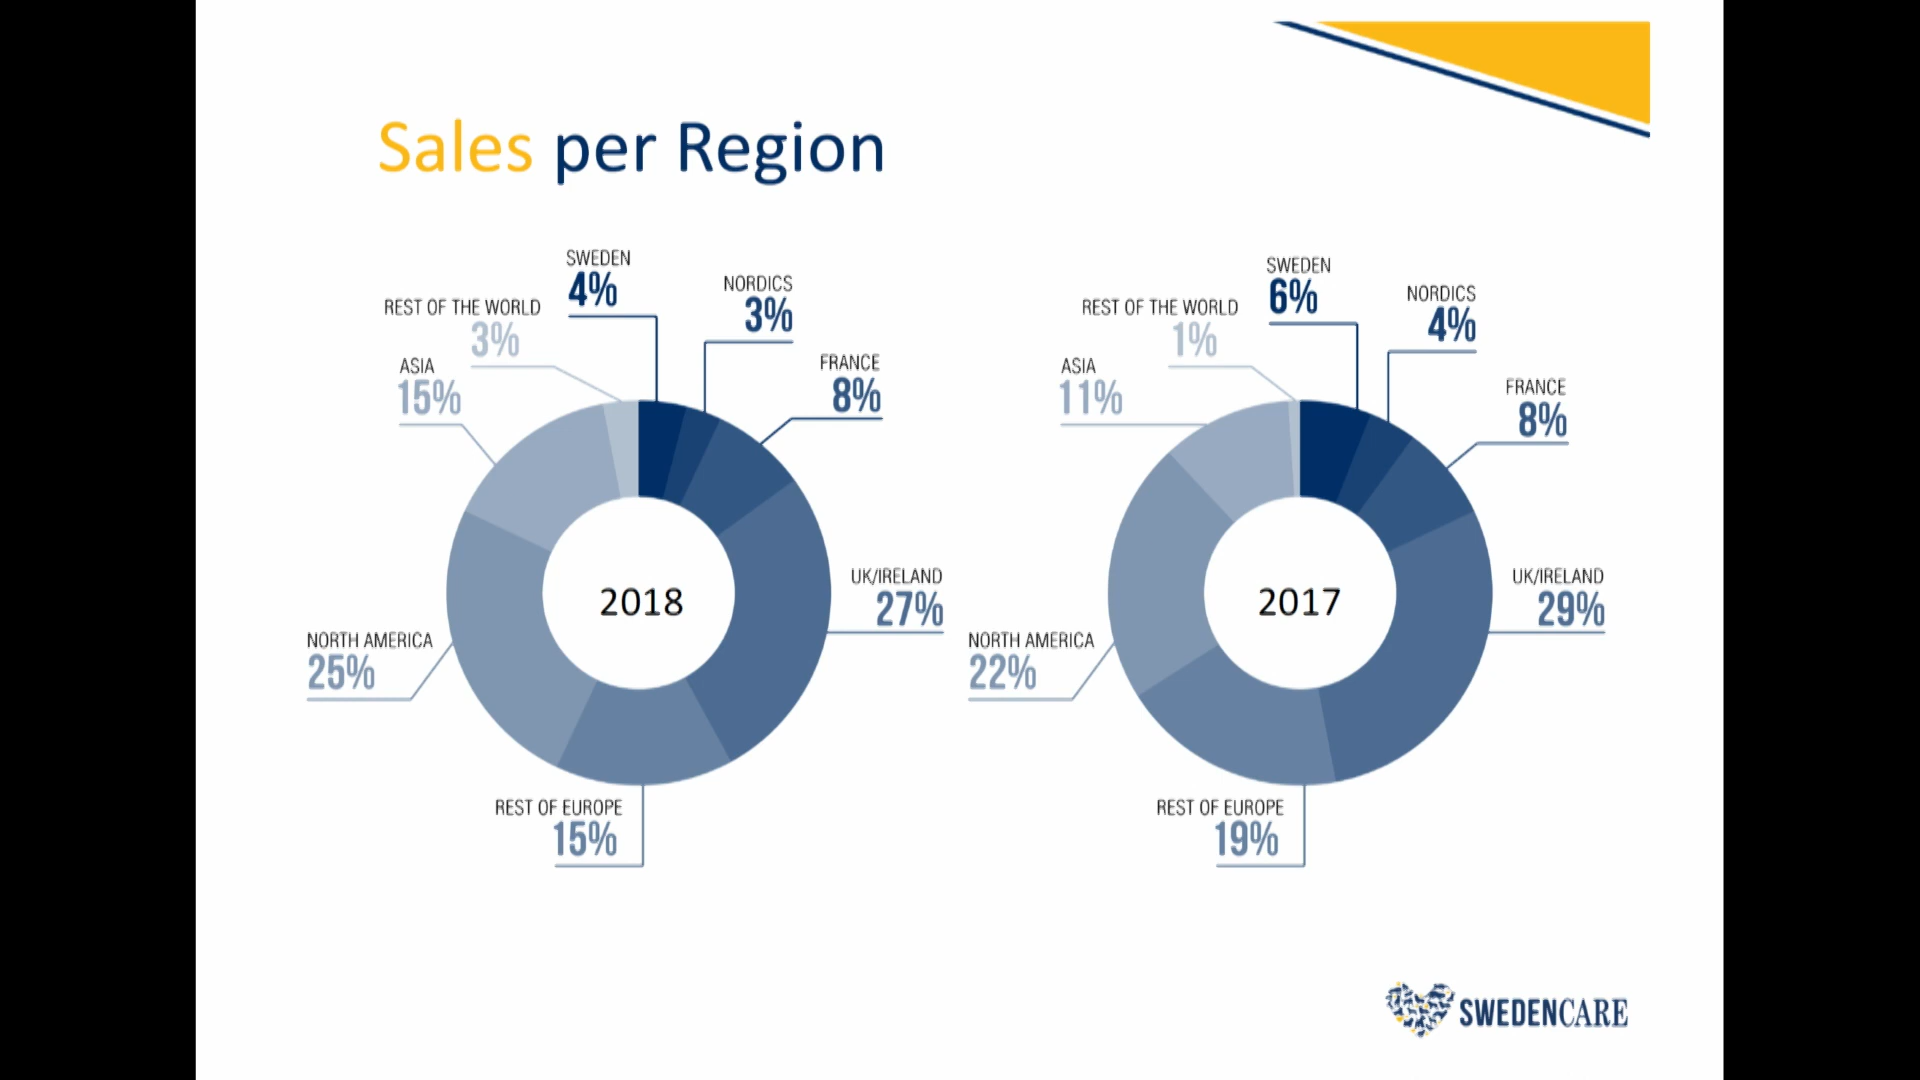 Sales per Region
SWEDEN
4%
NORDICS
3%
REST OF THE WORLD
3%
FRANCE
8%
ASIA
15%
UK/IRELAND
27%
NORTH AMERICA
25%
REST OF EUROPE
15%
2018
SWEDEN
6%
NORDICS
4%
REST OF THE WORLD
1%
FRANCE
8%
ASIA
11%
UK/IRELAND
29%
NORTH AMERICA
22%
REST OF EUROPE
19%
2017
SWEDENCARE